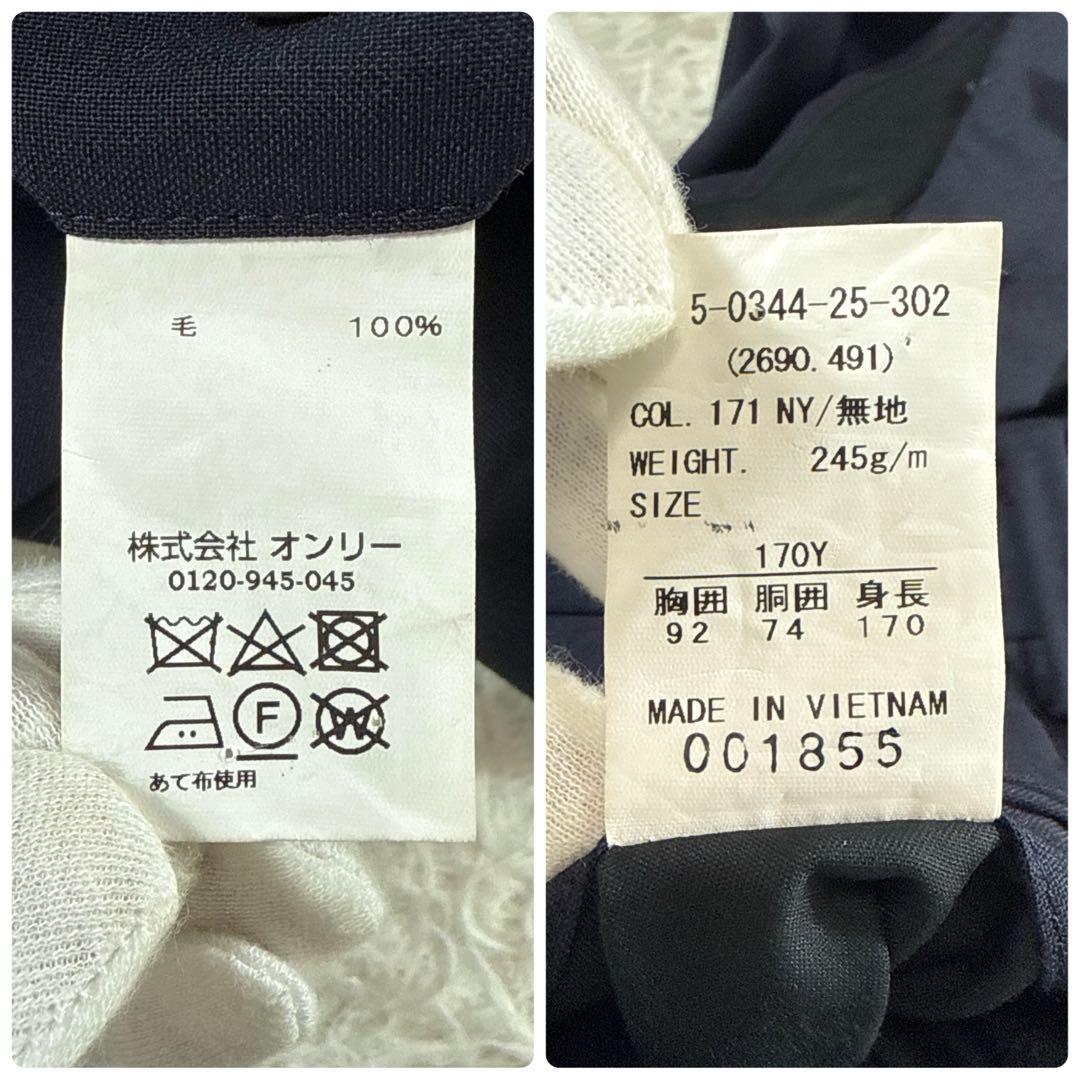 毛 100%
株式会社 オンリー
0120-945-045
F
W
あて布使用
5-0344-25-302
(2690.491)
COL. 171 NY/無地
WEIGHT. 245g/m
SIZE
170Y
胸囲 胴囲 身長
92 74 170
MADE IN VIETNAM
001855